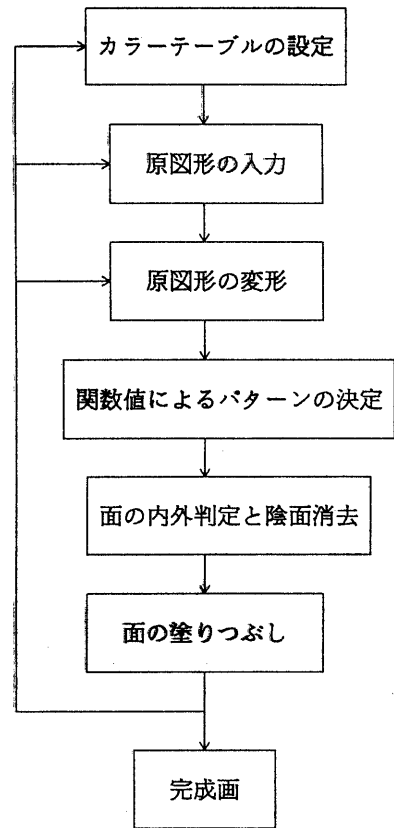 カラーテーブルの設定
原図形の入力
原図形の変形
関数値によるパターンの決定
面の内外判定と陰面消去
面の塗りつぶし
完成画